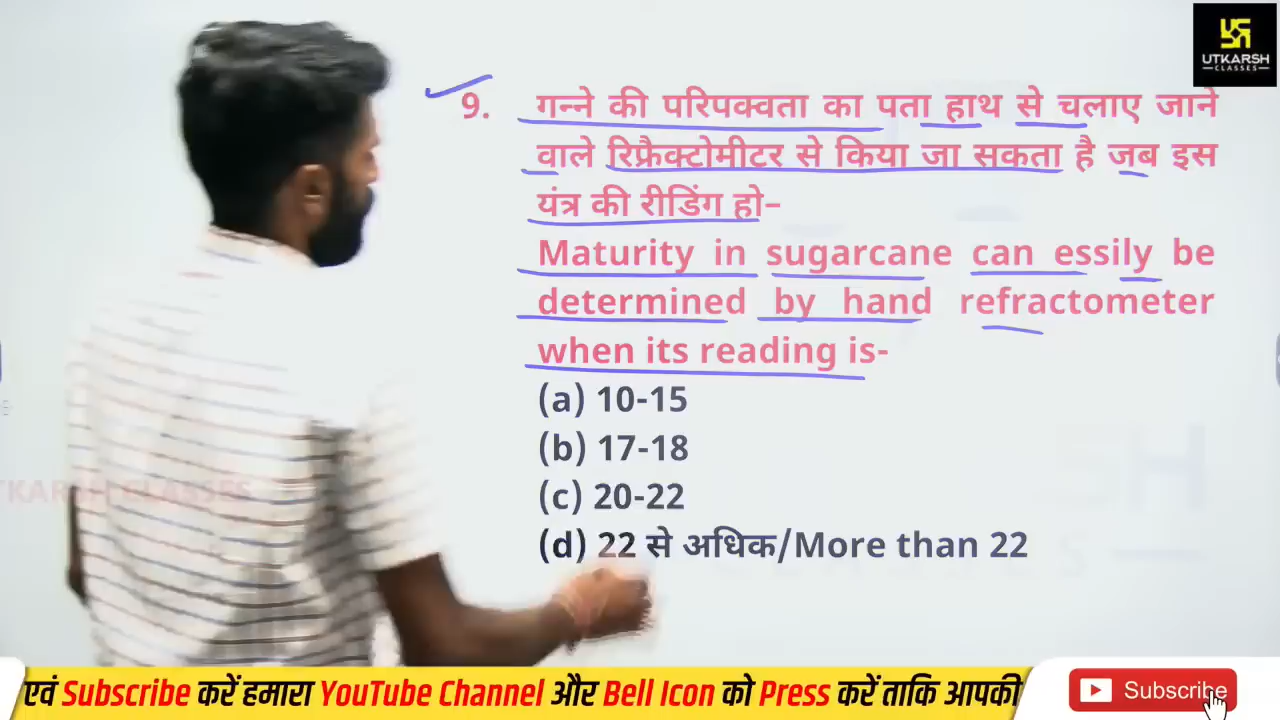 UTKARSH
CLASSES
9. गन्ने की परिपक्वता का पता हाथ से चलाए जाने
वाले रिफ्रैक्टोमीटर से किया जा सकता है जब इस
यंत्र की रीडिंग हो–
Maturity in sugarcane can essily be
determined by hand refractometer
when its reading is-
(a) 10-15
(b) 17-18
(c) 20-22
(d) 22 से अधिक/More than 22
एवं Subscribe करें हमारा YouTube Channel और Bell Icon को Press करें ताकि आपकी
Subscribe